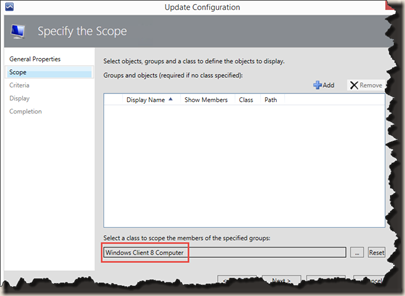 Update Configuration
Specify the Scope
General Properties
Scope
Criteria
Display
Completion
Select objects, groups and a class to define the objects to display.
Groups and objects (required if no class specified):
Add
Remove
Display Name Show Members Class Path
Select a class to scope the members of the specified groups:
Windows Client 8 Computer
...
Reset